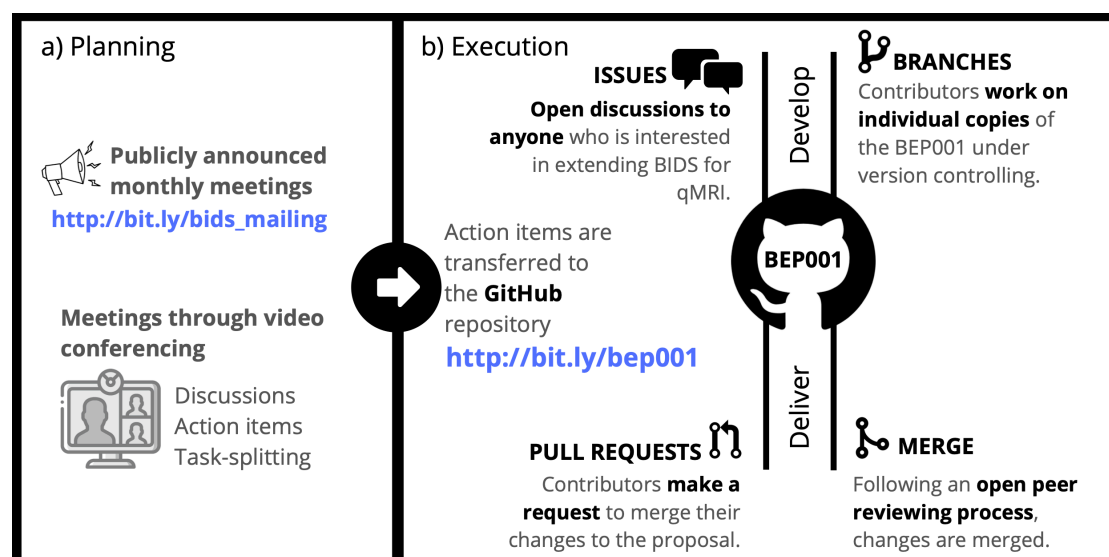 a) Planning
Publicly announced
monthly meetings
http://bit.ly/bids_mailing
Meetings through video
conferencing
Discussions
Action items
Task-splitting
b) Execution
ISSUES
Open discussions to
anyone who is interested
in extending BIDS for
qMRI.
Develop
BRANCHES
Contributors work on
individual copies of
the BEP001 under
version controlling.
Action items are
transferred to
the GitHub
repository
http://bit.ly/bep001
BEP001
Deliver
PULL REQUESTS
Contributors make a
request to merge their
changes to the proposal.
MERGE
Following an open peer
reviewing process,
changes are merged.